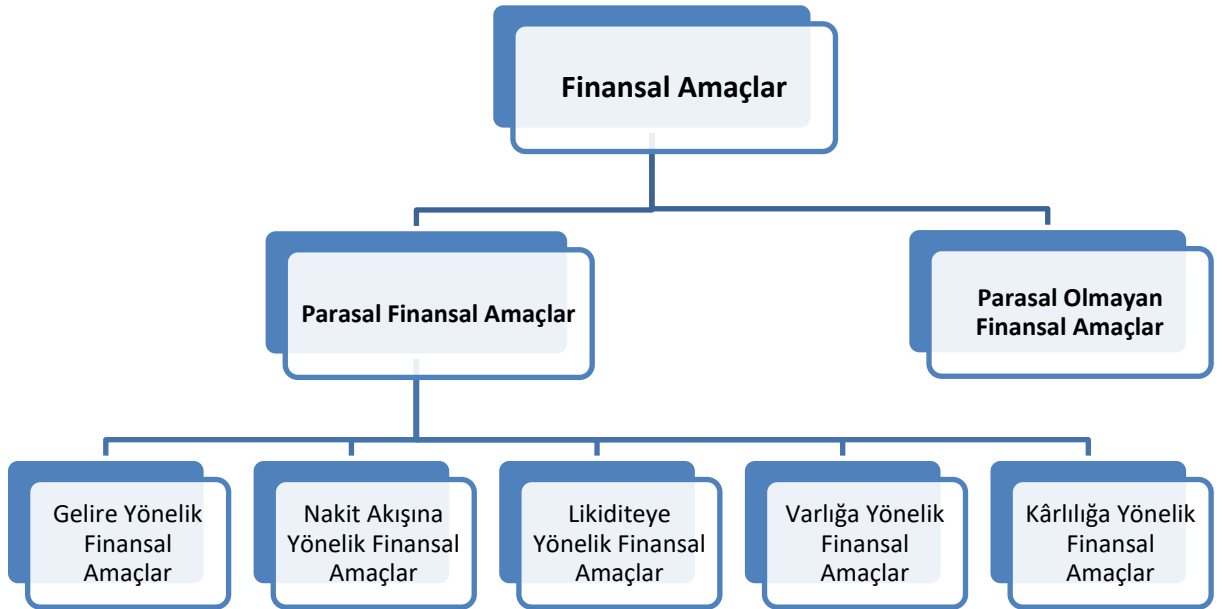 Finansal Amaçlar
Parasal Finansal Amaçlar
Parasal Olmayan
Finansal Amaçlar
Gelire Yönelik
Finansal
Amaçlar
Nakit Akışına
Yönelik Finansal
Amaçlar
Likiditeye
Yönelik Finansal
Amaçlar
Varlığa Yönelik
Finansal
Amaçlar
Kârlılığa Yönelik
Finansal
Amaçlar